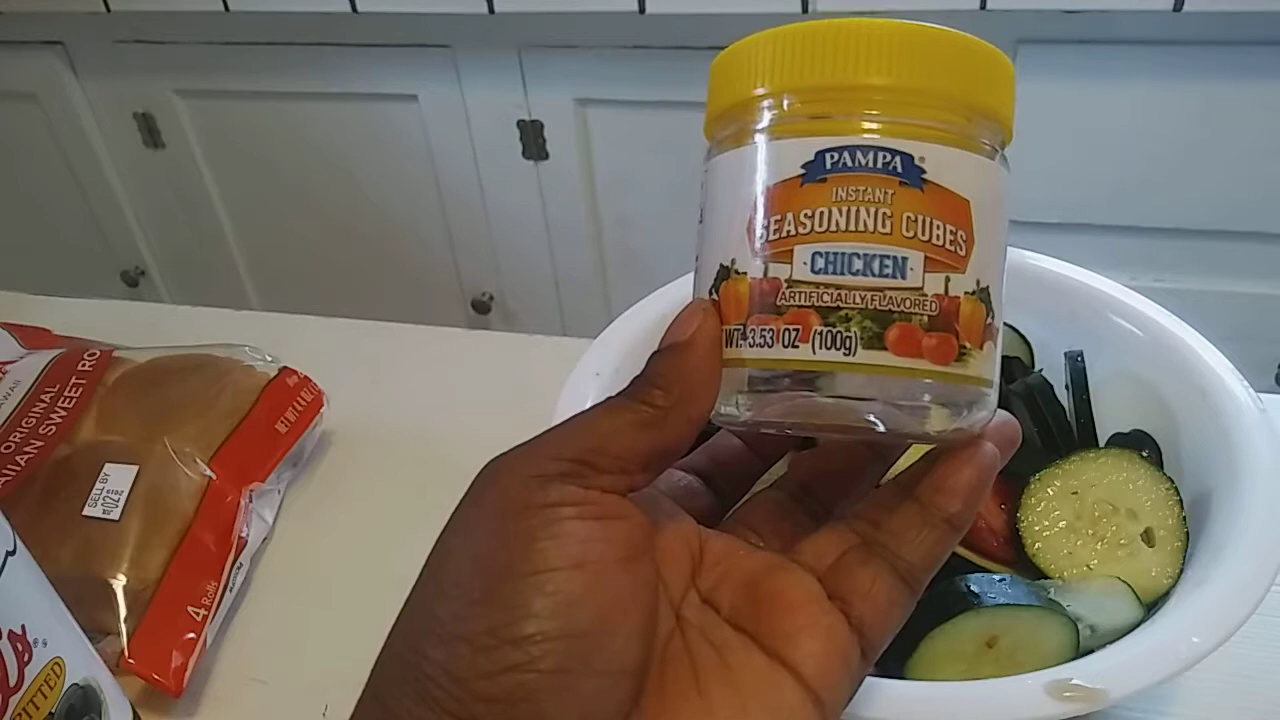 PAMPA
INSTANT
SEASONING CUBES
CHICKEN
ARTIFICIALLY FLAVORED
WT. 3.53 OZ (100g)
ORIGINAL
SELL BY
4 Rolls